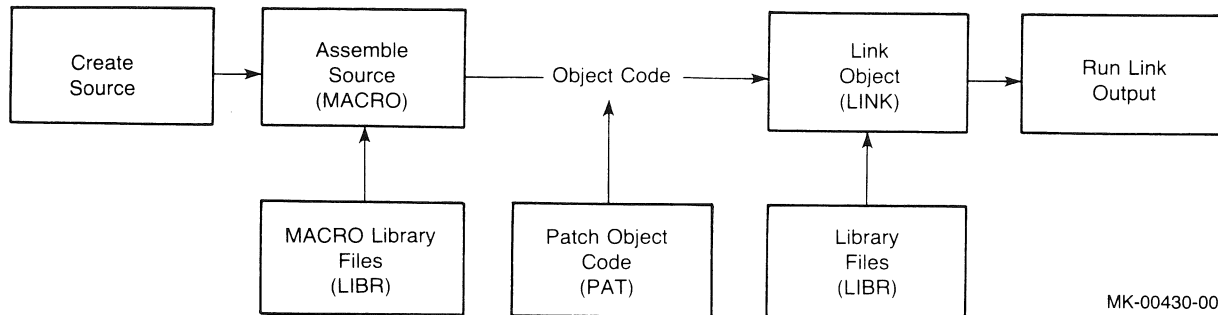 Create
Source
Assemble
Source
(MACRO)
Object Code
Link
Object
(LINK)
Run Link
Output
MACRO Library
Files
(LIBR)
Patch Object
Code
(PAT)
Library
Files
(LIBR)
MK-00430-00